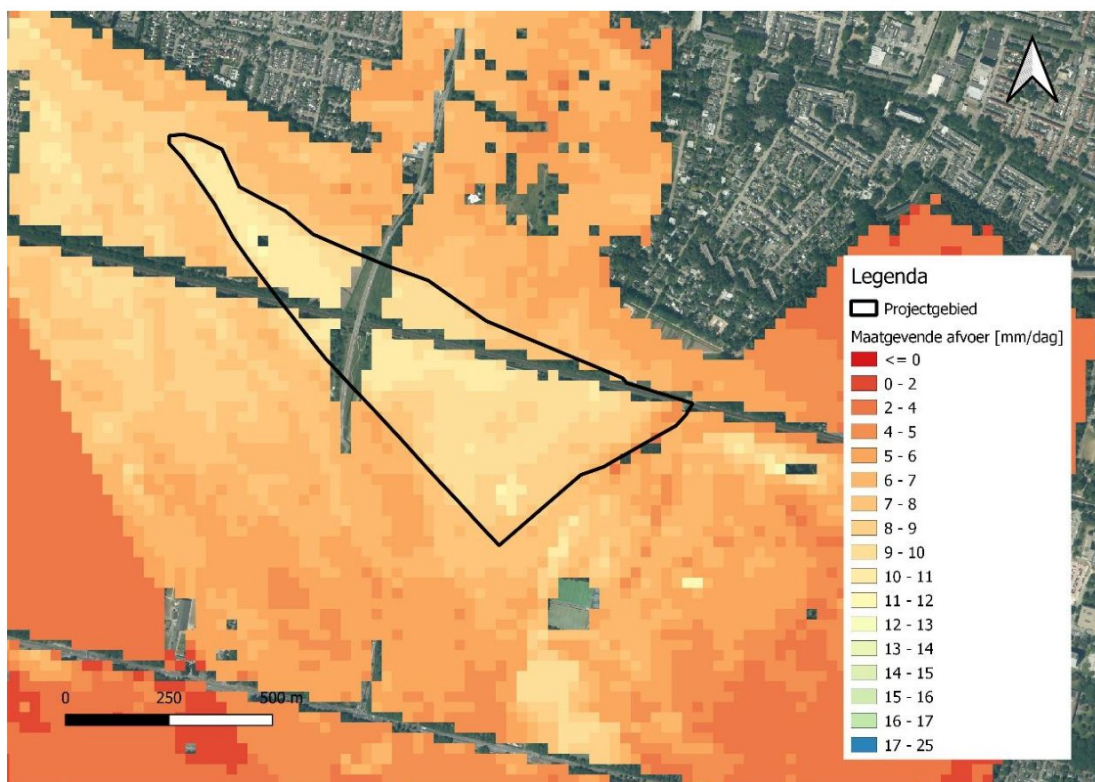 Legenda
Projectgebied
Maatgevende afvoer [mm/dag]
<= 0
0 - 2
2 - 4
4 - 5
5 - 6
6 - 7
7 - 8
8 - 9
9 - 10
10 - 11
11 - 12
12 - 13
13 - 14
14 - 15
15 - 16
16 - 17
17 - 25
0 250 500 m